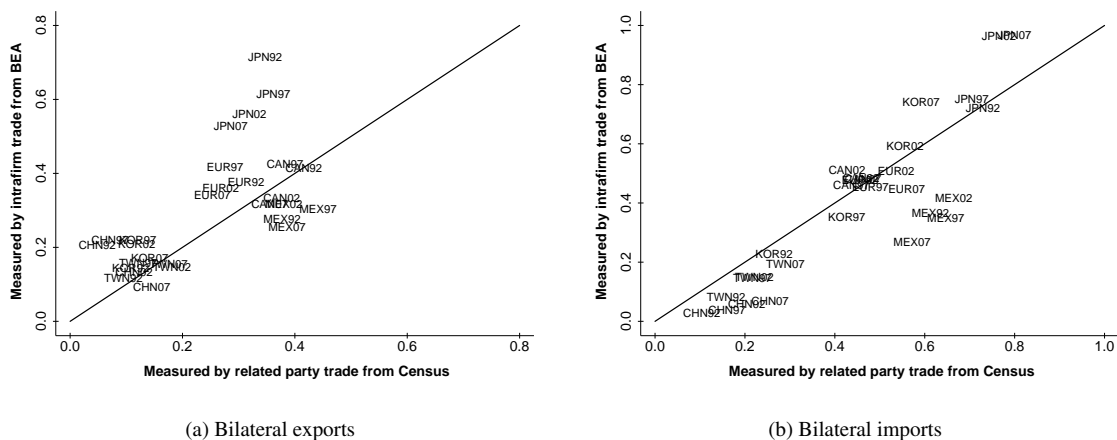 0.8
0.6
0.4
0.2
0.0
Measured by intrafirm trade from BEA
JPN92
JPN97
JPN02
JPN07
EUR97
CAN07
CAN92
EUR92
EUR02
EUR07
CAN02
MEX02
MEX97
MEX92
MEX07
CHN97
KOR97
CHN92
KOR02
KOR07
TWN07
TWN02
TWN92
CHN07
0.0 0.2 0.4 0.6 0.8
Measured by related party trade from Census
(a) Bilateral exports
1.0
0.8
0.6
0.4
0.2
0.0
Measured by intrafirm trade from BEA
JPN02
JPN07
KOR07
JPN97
JPN92
KOR02
CAN02
EUR02
EUR97
EUR07
MEX02
KOR97
MEX92
MEX97
MEX07
KOR92
TWN07
TWN02
TWN92
CHN02
CHN07
CHN92
CHN97
0.0 0.2 0.4 0.6 0.8 1.0
Measured by related party trade from Census
(b) Bilateral imports